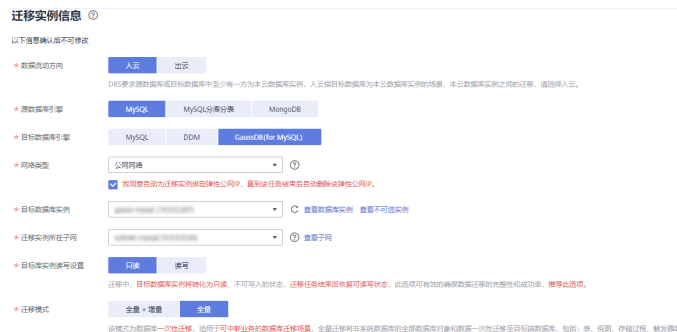 迁移实例信息
以下信息确认后不可修改
* 数据流动方向 入云 出云
DRS要求源数据库或目标数据库中至少有一方为本云数据库实例，入云指目标数据库为本云数据库实例的场景，本云数据库实例之间的迁移，请选择入云。
* 源数据库引擎 MySQL MySQL分库分表 MongoDB
* 目标数据库引擎 MySQL DDM GaussDB(for MySQL)
* 网络类型 公网网络
我同意自动为迁移实例绑定弹性公网IP，直到该任务结束后自动删除该弹性公网IP。
* 目标数据库实例 查看数据库实例 查看不可选实例
* 迁移实例所在子网 查看子网
* 目标库实例读写设置 只读 读写
迁移中，目标数据库实例将转化为只读、不可写入的状态，迁移任务结束后恢复可读写状态，此选项可有效的确保数据迁移的完整性和成功率，推荐此选项。
* 迁移模式 全量 + 增量 全量
该模式为数据库一次性迁移，适用于可中断业务的数据库迁移场景，全量迁移将非系统数据库的全部数据库对象和数据一次性迁移至目标端数据库，包括：表、视图、存储过程、触发器